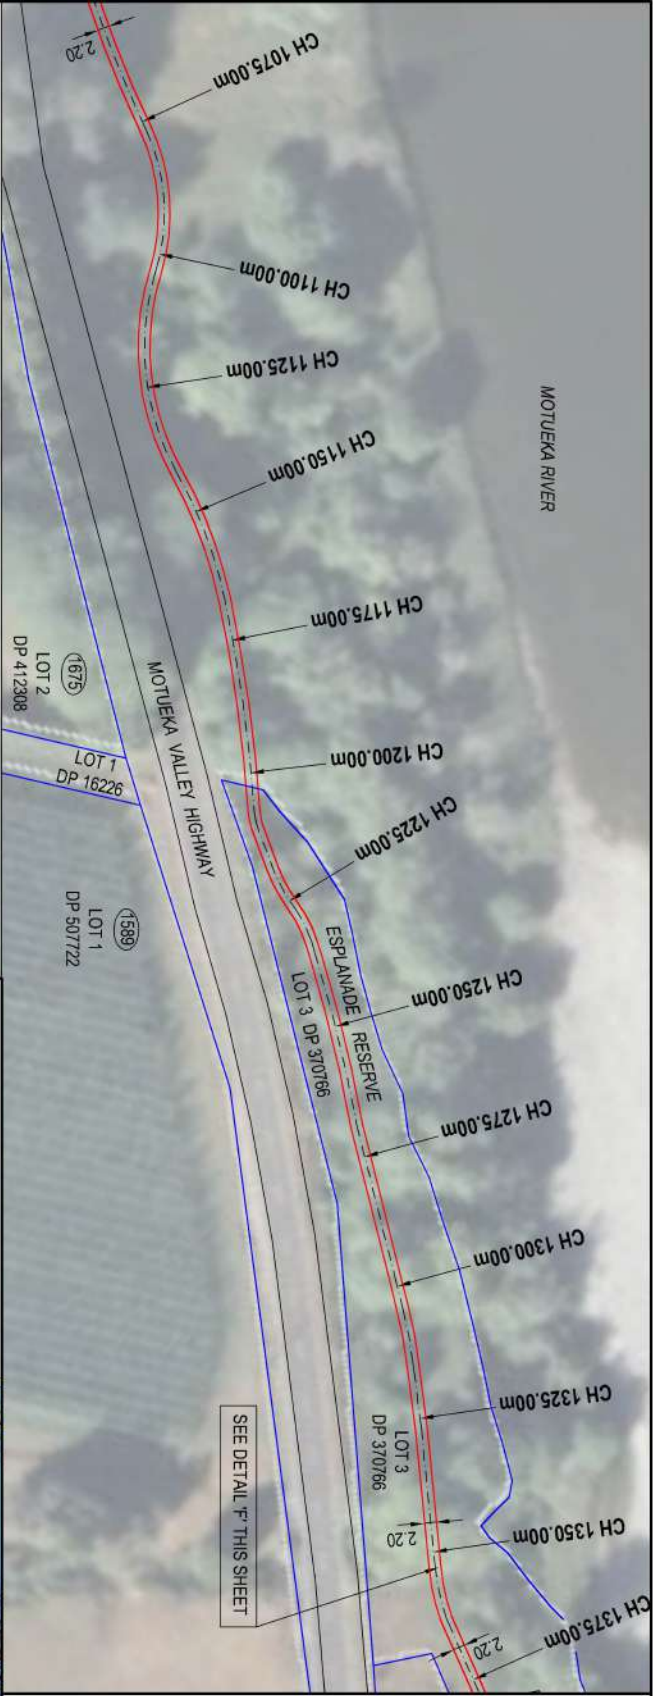 2.20
CH 1075.00m
CH 1100.00m
CH 1125.00m
MOTUEKA RIVER
CH 1150.00m
CH 1175.00m
1675
LOT 2
DP 412308
MOTUEKA VALLEY HIGHWAY
CH 1200.00m
LOT 1
DP 16226
CH 1225.00m
1589
LOT 1
DP 507722
ESPLANADE RESERVE
LOT 3 DP 370766
CH 1250.00m
CH 1275.00m
CH 1300.00m
CH 1325.00m
LOT 3
DP 370766
2.20
CH 1350.00m
SEE DETAIL 'F' THIS SHEET
CH 1375.00m
2.20